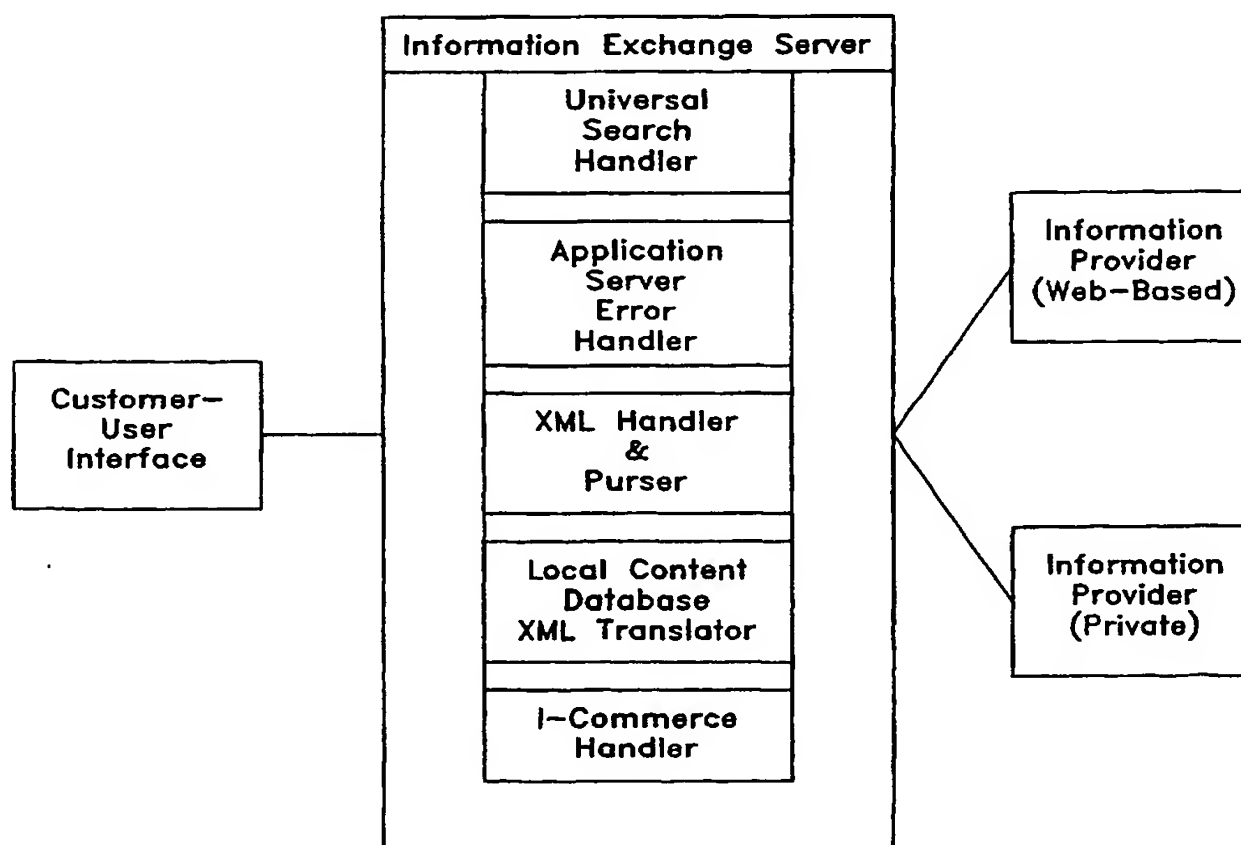 Information Exchange Server
Universal
Search
Handler
Application
Server
Error
Handler
XML Handler
&
Purser
Local Content
Database
XML Translator
I-Commerce
Handler
Customer-
User
Interface
Information
Provider
(Web-Based)
Information
Provider
(Private)